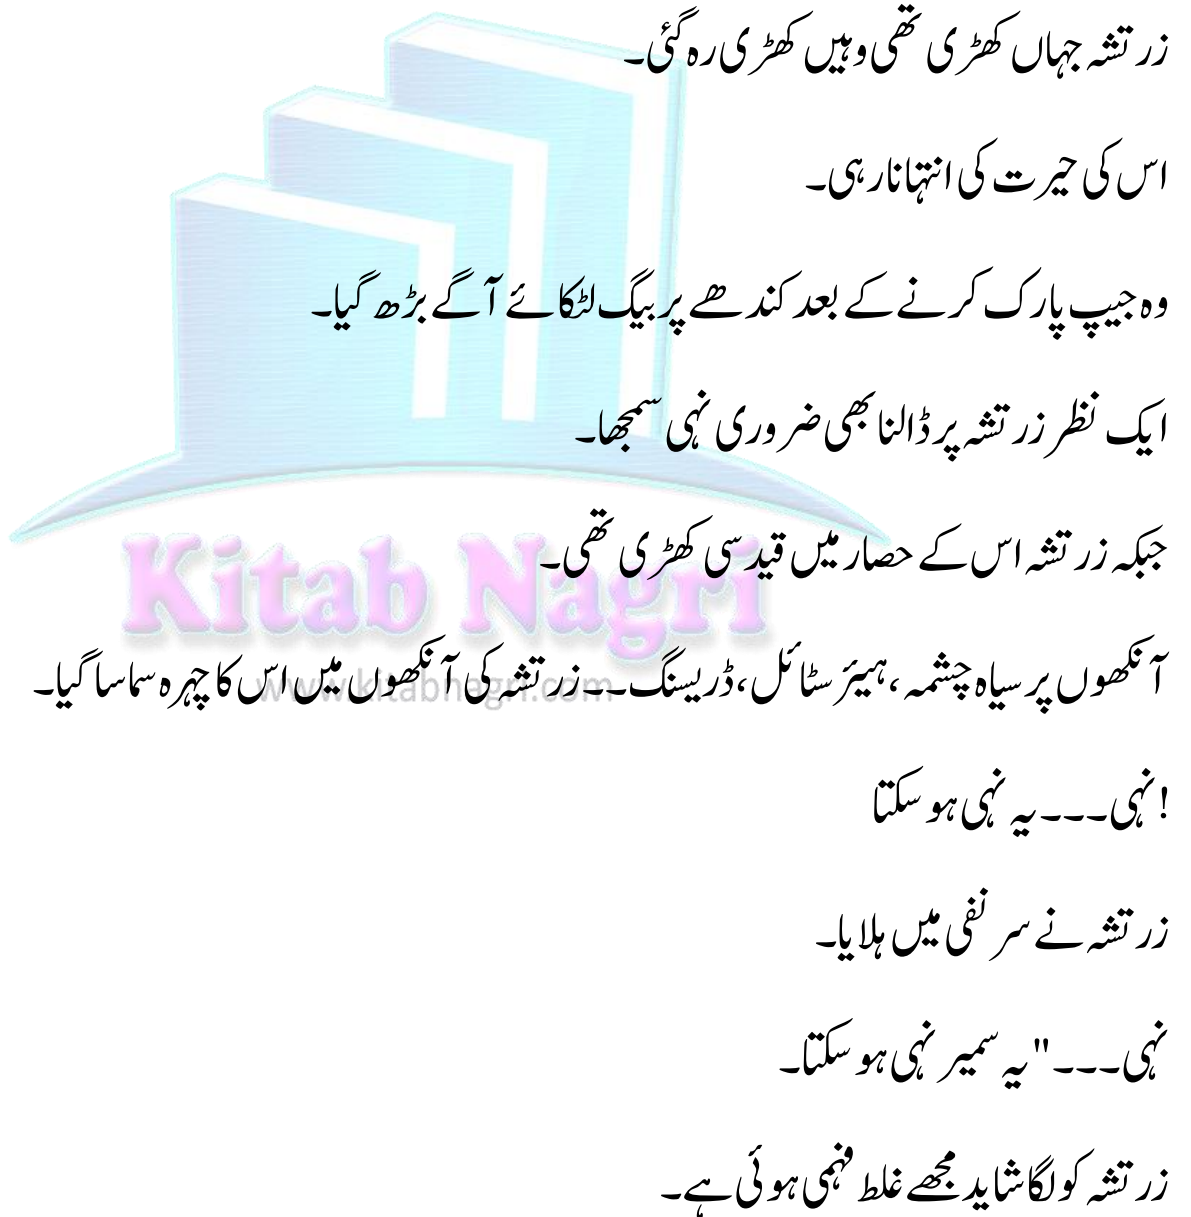 زرتشہ جہاں کھڑی تھی وہیں کھڑی رہ گئی۔
اس کی حیرت کی انتہا نا رہی۔
وہ جیپ پارک کرنے کے بعد کندھے پر بیگ لٹکائے آگے بڑھ گیا۔
ایک نظر زرتشہ پر ڈالنا بھی ضروری نہی سمجھا۔
جبکہ زرتشہ اس کے حصار میں قید سی کھڑی تھی۔
Kitab Nagri
آنکھوں پر سیاہ چشمہ، ہیئر سٹائل، ڈریسنگ۔۔۔زرتشہ کی آنکھوں میں اس کا چہرہ سما سا گیا۔
www.kitabnagri.com
!نہی۔۔۔یہ نہی ہو سکتا
زرتشہ نے سر نفی میں ہلایا۔
نہی۔۔۔"یہ سمیر نہی ہو سکتا۔
زرتشہ کو لگا شاید مجھے غلط فہمی ہوئی ہے۔